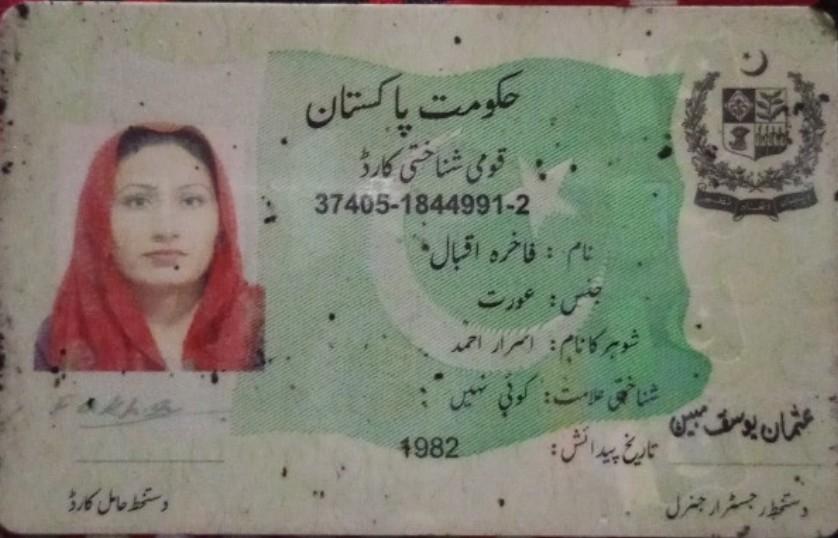 حکومت پاکستان
قومی شناختی کارڈ
37405-1844991-2
نام : فاخرہ اقبال
جنس: عورت
شوہر کا نام: اسرار احمد
شناختی علامت: کوئی نہیں
تاریخ پیدائش: 1982
عثمان یوسف مبین
دستخط رجسٹرار جنرل
دستخط حامل کارڈ